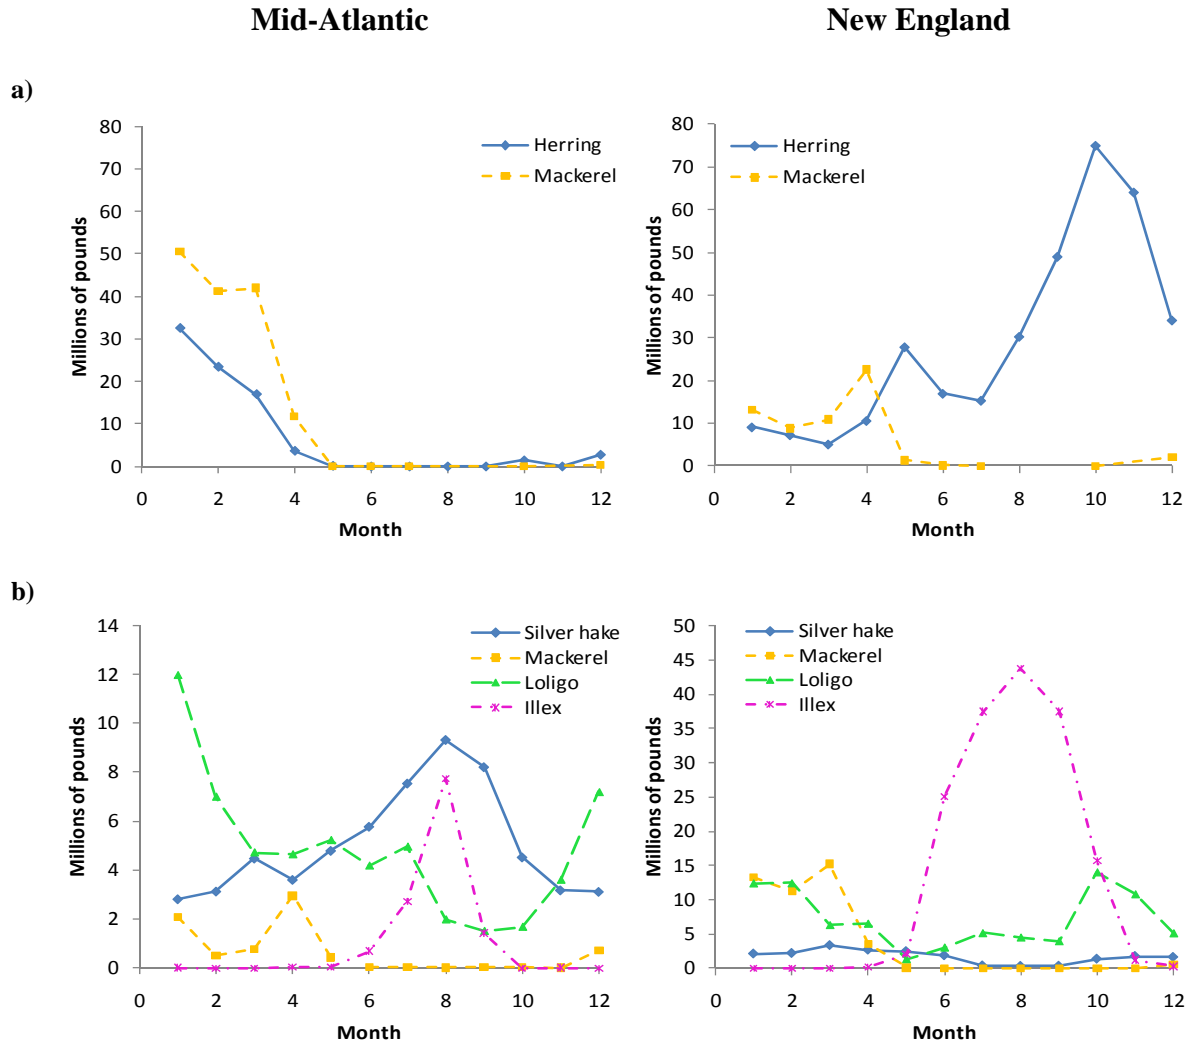 Mid-Atlantic
New England
a)
80
70
60
50
40
30
20
10
0
0
2
4
6
8
10
12
Millions of pounds
Month
Herring
Mackerel
80
70
60
50
40
30
20
10
0
0
2
4
6
8
10
12
Millions of pounds
Month
Herring
Mackerel
b)
14
12
10
8
6
4
2
0
0
2
4
6
8
10
12
Millions of pounds
Month
Silver hake
Mackerel
Loligo
Illex
50
45
40
35
30
25
20
15
10
5
0
0
2
4
6
8
10
12
Millions of pounds
Month
Silver hake
Mackerel
Loligo
Illex